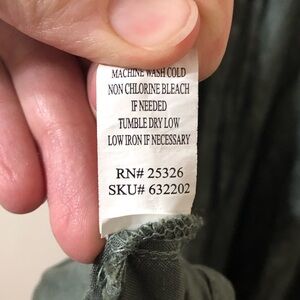 MACHINE WASH COLD
NON CHLORINE BLEACH
IF NEEDED
TUMBLE DRY LOW
LOW IRON IF NECESSARY
RN# 25326
SKU# 632202